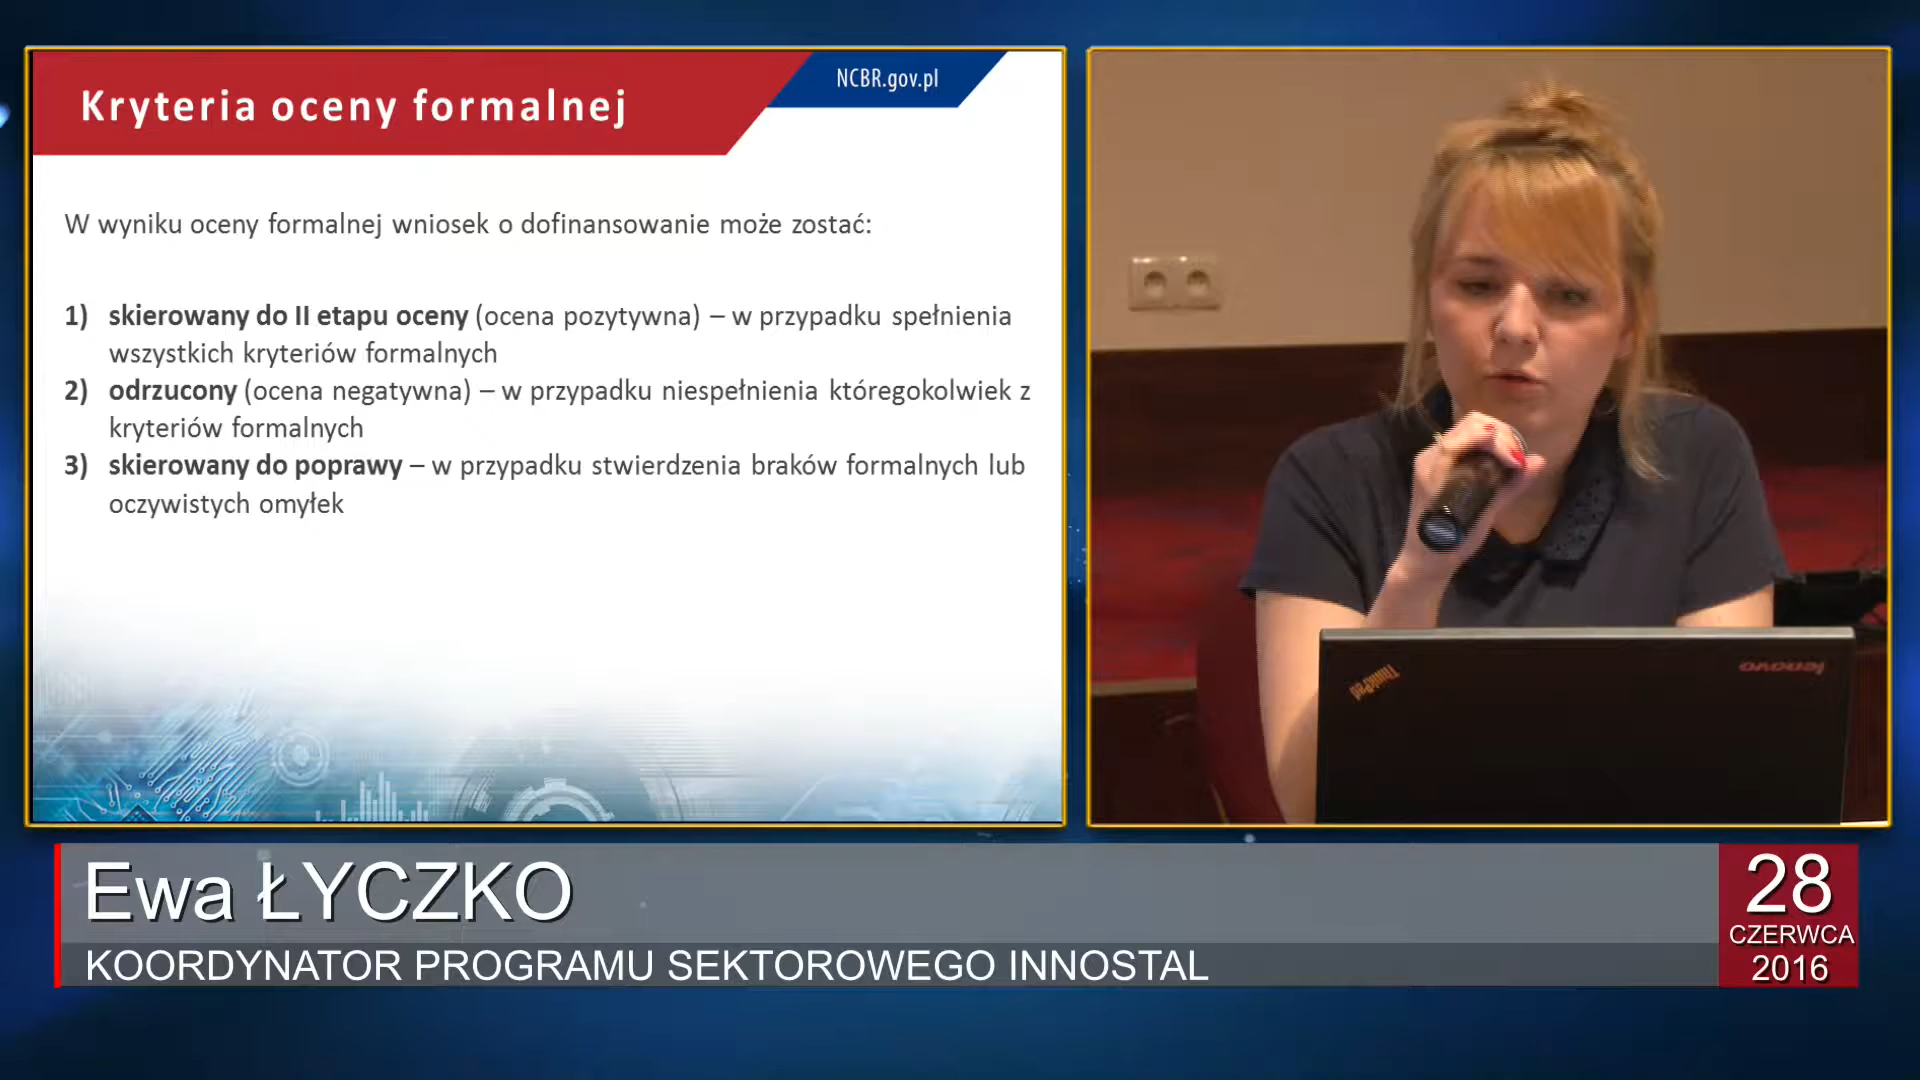 Kryteria oceny formalnej
NCBR.gov.pl
W wyniku oceny formalnej wniosek o dofinansowanie może zostać:
1) skierowany do II etapu oceny (ocena pozytywna) – w przypadku spełnienia
wszystkich kryteriów formalnych
2) odrzucony (ocena negatywna) – w przypadku niespełnienia któregokolwiek z
kryteriów formalnych
3) skierowany do poprawy – w przypadku stwierdzenia braków formalnych lub
oczywistych omyłek
ThinkPad
lenovo
Ewa ŁYCZKO
KOORDYNATOR PROGRAMU SEKTOROWEGO INNOSTAL
28
CZERWCA
2016